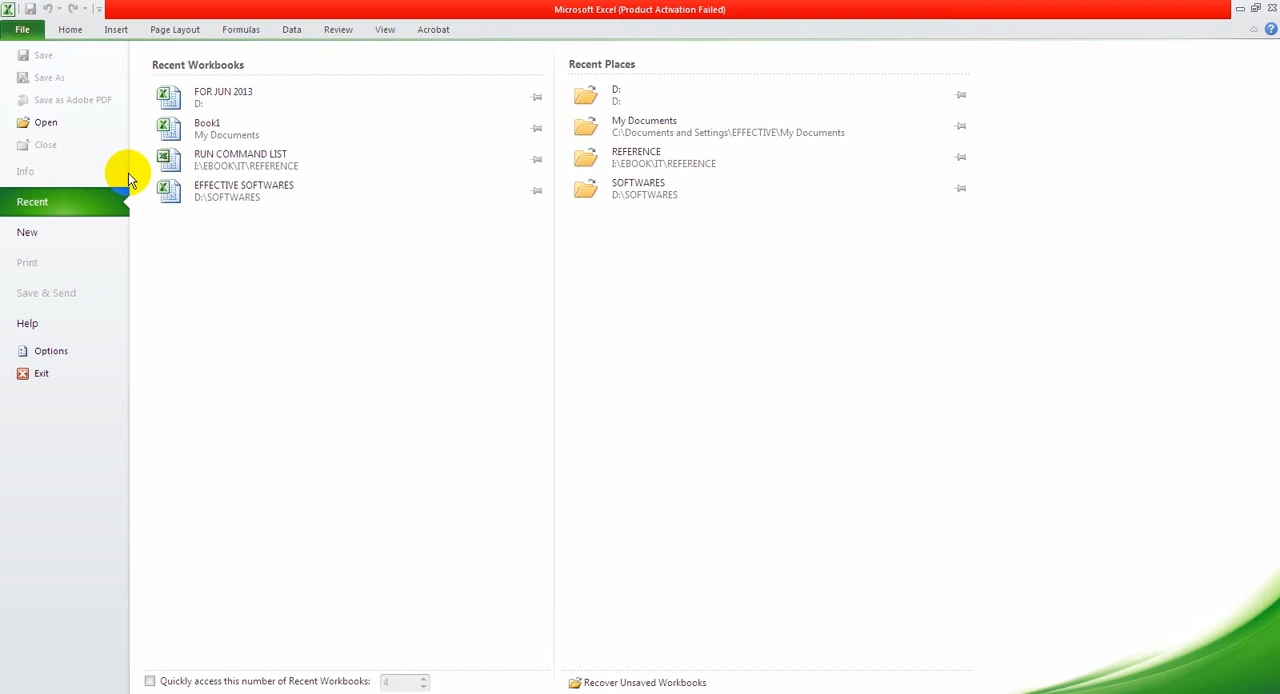 Microsoft Excel (Product Activation Failed)
File Home Insert Page Layout Formulas Data Review View Acrobat
Save
Save As
Save as Adobe PDF
Open
Close
Info
Recent
New
Print
Save & Send
Help
Options
Exit
Recent Workbooks
FOR JUN 2013
D:
Book1
My Documents
RUN COMMAND LIST
I:\EBOOK\IT\REFERENCE
EFFECTIVE SOFTWARES
D:\SOFTWARES
Quickly access this number of Recent Workbooks: 4
Recent Places
D:
D:
My Documents
C:\Documents and Settings\EFFECTIVE\My Documents
REFERENCE
I:\EBOOK\IT\REFERENCE
SOFTWARES
D:\SOFTWARES
Recover Unsaved Workbooks